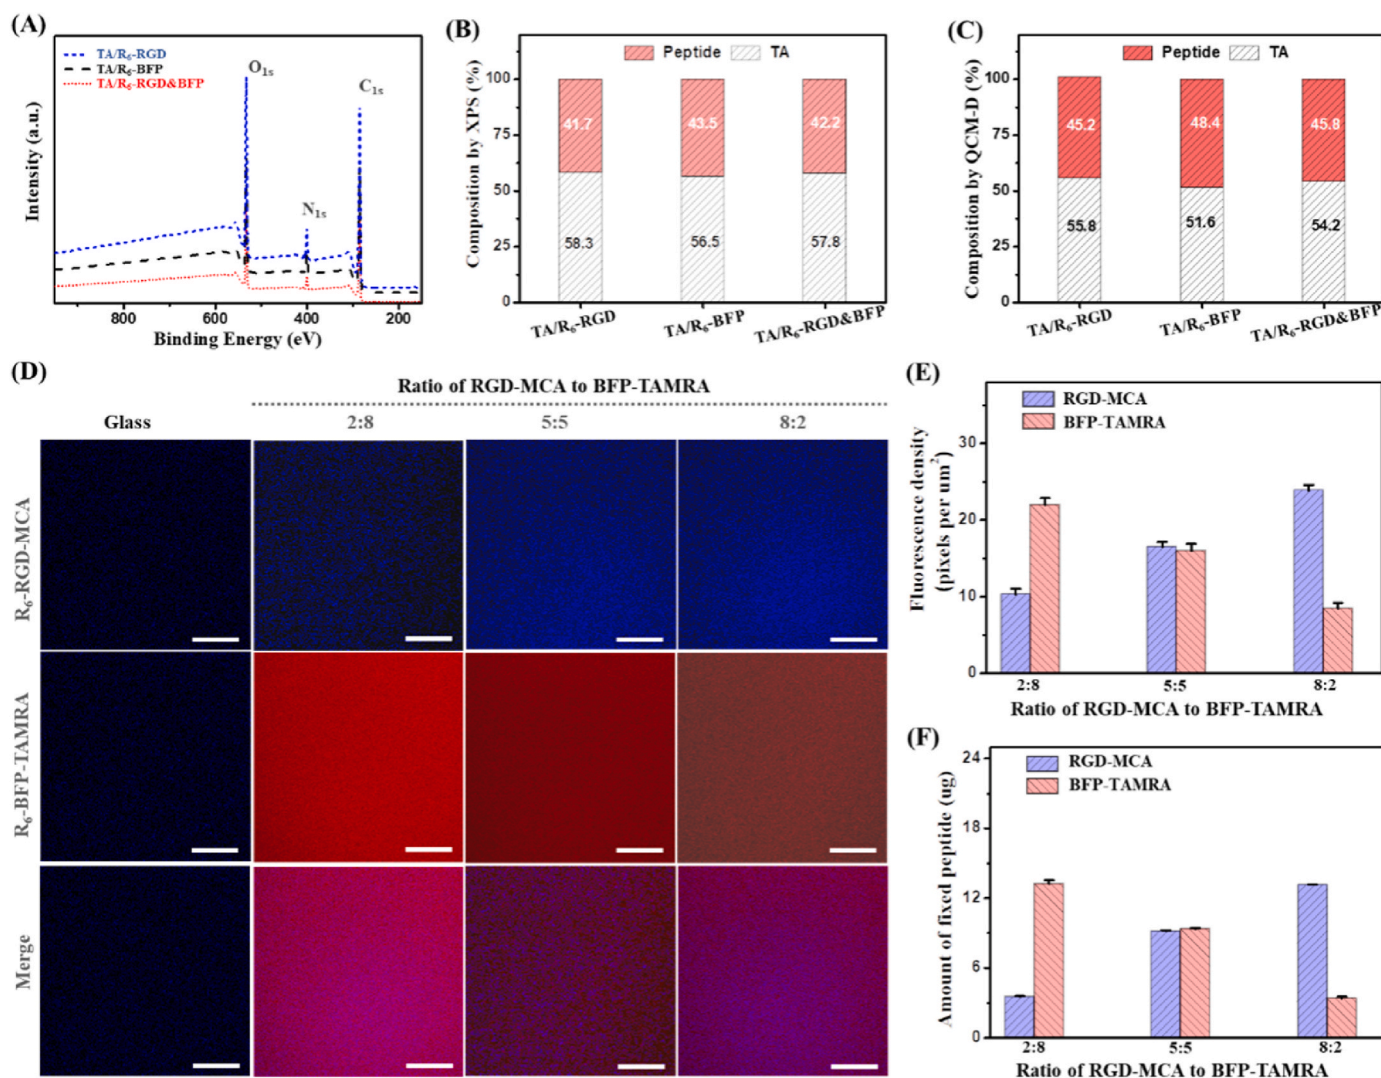 (A)
TA/R6-RGD
TA/R6-BFP
TA/R6-RGD&BFP
O1s
C1s
N1s
Intensity (a.u.)
800 600 400 200
Binding Energy (eV)
(B)
Peptide TA
Composition by XPS (%)
100
75
50
25
0
41.7 43.5 42.2
58.3 56.5 57.8
TA/R6-RGD TA/R6-BFP TA/R6-RGD&BFP
(C)
Peptide TA
Composition by QCM-D (%)
100
75
50
25
0
45.2 48.4 45.8
55.8 51.6 54.2
TA/R6-RGD TA/R6-BFP TA/R6-RGD&BFP
(D)
Ratio of RGD-MCA to BFP-TAMRA
Glass 2:8 5:5 8:2
R6-RGD-MCA
R6-BFP-TAMRA
Merge
(E)
RGD-MCA
BFP-TAMRA
Fluorescence density
(pixels per um2)
30
20
10
0
2:8 5:5 8:2
Ratio of RGD-MCA to BFP-TAMRA
(F)
RGD-MCA
BFP-TAMRA
Amount of fixed peptide (ug)
24
18
12
6
0
2:8 5:5 8:2
Ratio of RGD-MCA to BFP-TAMRA